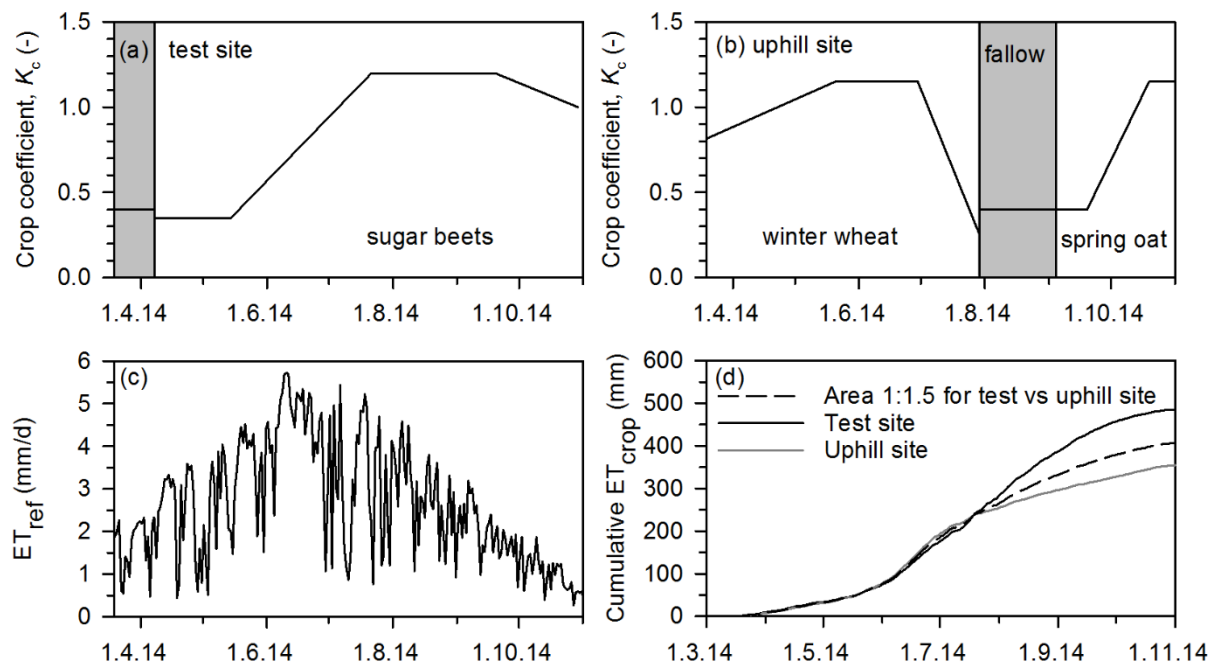 Crop coefficient, Kc (-)
1.5
1.0
0.5
0.0
(a)
test site
sugar beets
1.4.14
1.6.14
1.8.14
1.10.14
Crop coefficient, Kc (-)
1.5
1.0
0.5
0.0
(b) uphill site
fallow
winter wheat
spring oat
1.4.14
1.6.14
1.8.14
1.10.14
ETref (mm/d)
6
5
4
3
2
1
0
(c)
1.4.14
1.6.14
1.8.14
1.10.14
Cumulative ETcrop (mm)
600
500
400
300
200
100
0
(d)
Area 1:1.5 for test vs uphill site
Test site
Uphill site
1.3.14
1.5.14
1.7.14
1.9.14
1.11.14